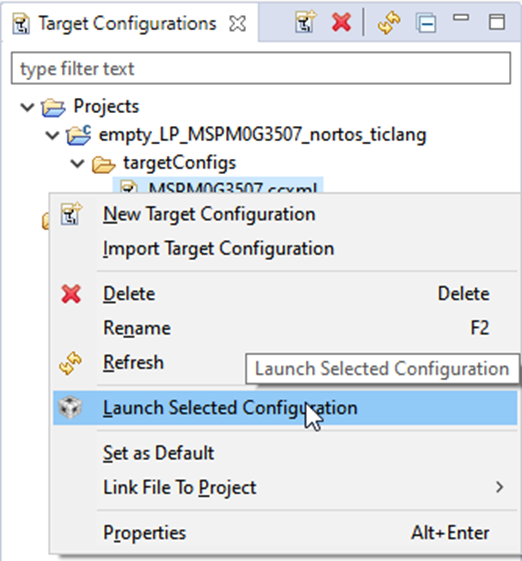 Target Configurations
type filter text
Projects
empty_LP_MSPM0G3507_nortos_ticlang
targetConfigs
MSPM0G3507.ccxml
New Target Configuration
Import Target Configuration
Delete Delete
Rename F2
Refresh
Launch Selected Configuration
Launch Selected Configuration
Set as Default
Link File To Project
Properties Alt+Enter